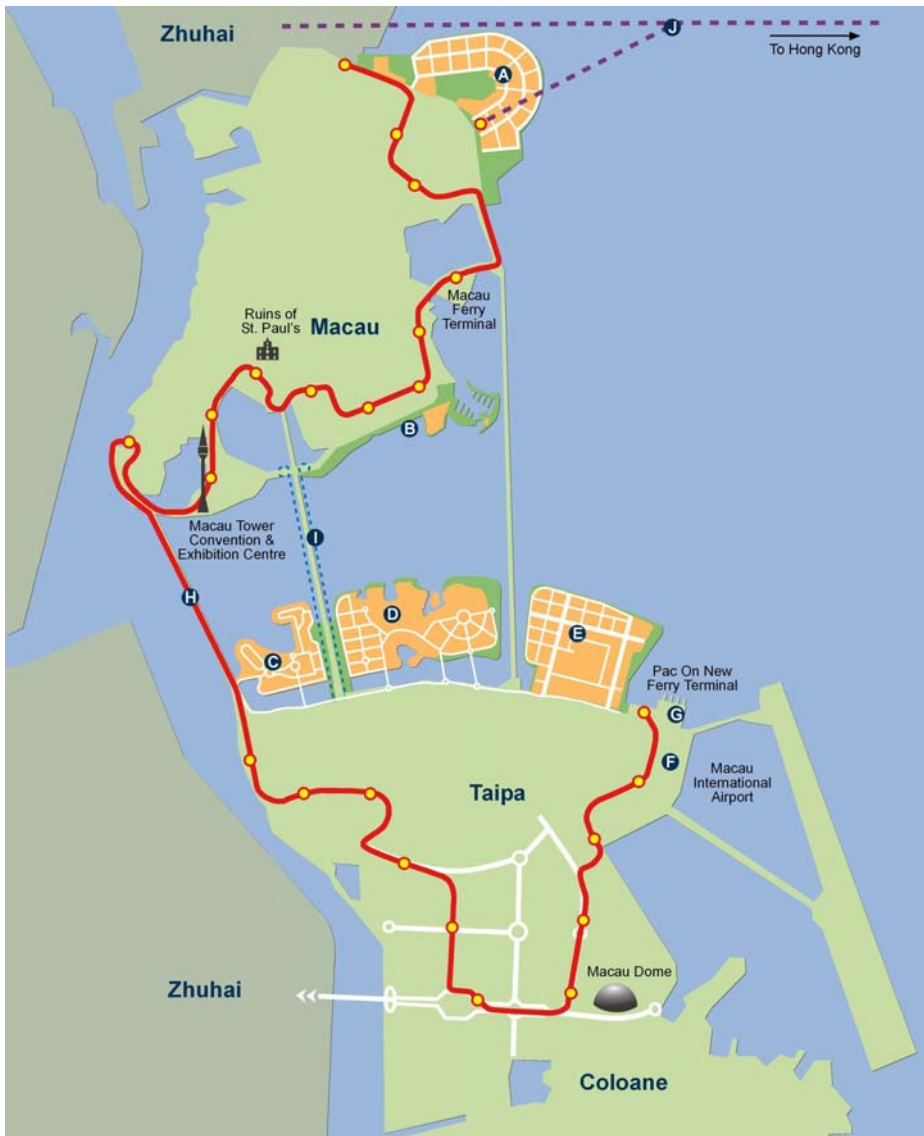 Zhuhai
J
To Hong Kong
A
Ruins of
St. Paul's
Macau
Macau
Ferry
Terminal
B
Macau Tower
Convention &
Exhibition Centre
I
H
D
C
E
Pac On New
Ferry Terminal
G
F
Macau
International
Airport
Taipa
Macau Dome
Zhuhai
Coloane